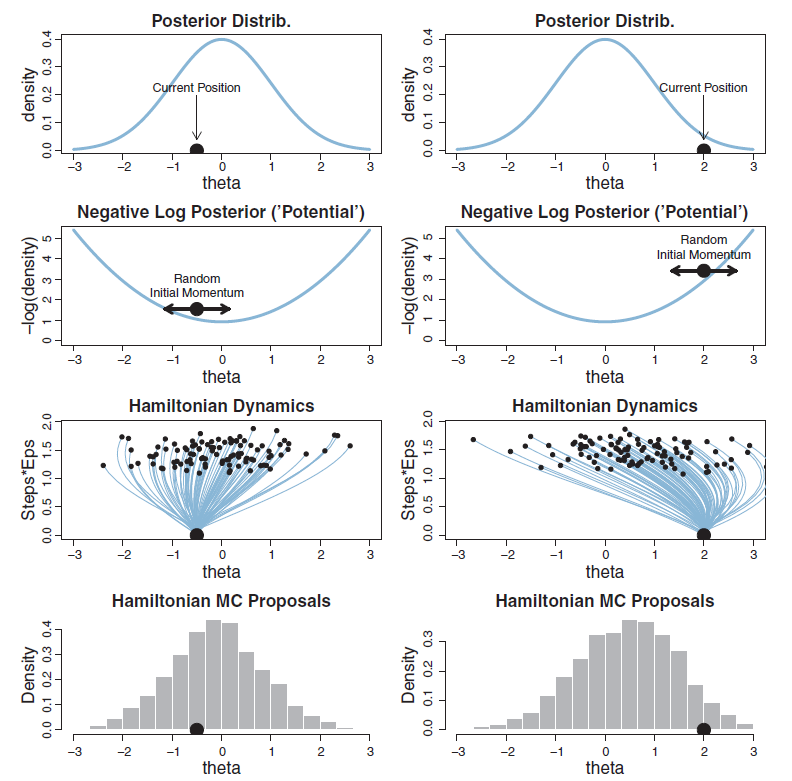 Posterior Distrib.
density
0.0 0.1 0.2 0.3 0.4
Current Position
−3 −2 −1 0 1 2 3
theta
Posterior Distrib.
density
0.0 0.1 0.2 0.3 0.4
Current Position
−3 −2 −1 0 1 2 3
theta
Negative Log Posterior (’Potential’)
−log(density)
0 1 2 3 4 5
Random
Initial Momentum
−3 −2 −1 0 1 2 3
theta
Negative Log Posterior (’Potential’)
−log(density)
0 1 2 3 4 5
Random
Initial Momentum
−3 −2 −1 0 1 2 3
theta
Hamiltonian Dynamics
Steps*Eps
0.0 0.5 1.0 1.5 2.0
−3 −2 −1 0 1 2 3
theta
Hamiltonian Dynamics
Steps*Eps
0.0 0.5 1.0 1.5 2.0
−3 −2 −1 0 1 2 3
theta
Hamiltonian MC Proposals
Density
0.0 0.1 0.2 0.3 0.4
−3 −2 −1 0 1 2 3
theta
Hamiltonian MC Proposals
Density
0.0 0.1 0.2 0.3
−3 −2 −1 0 1 2 3
theta